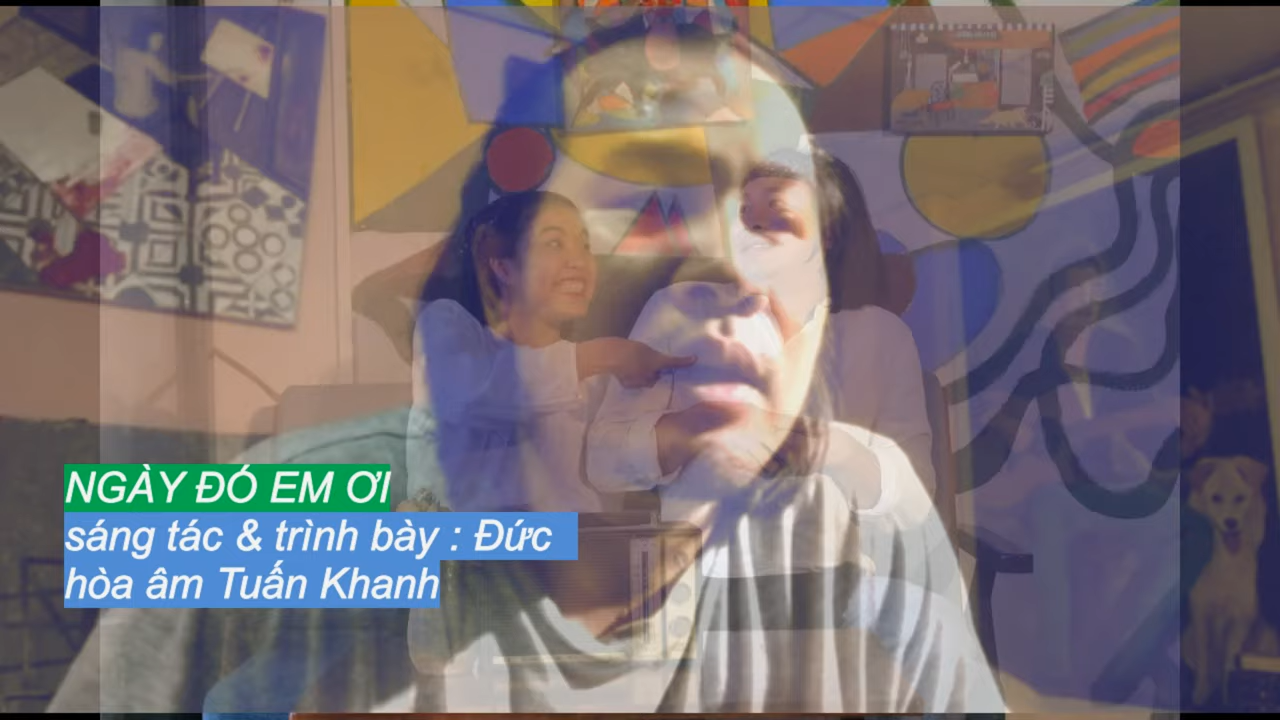 NGÀY ĐÓ EM ƠI
sáng tác & trình bày : Đức
hòa âm Tuấn Khanh